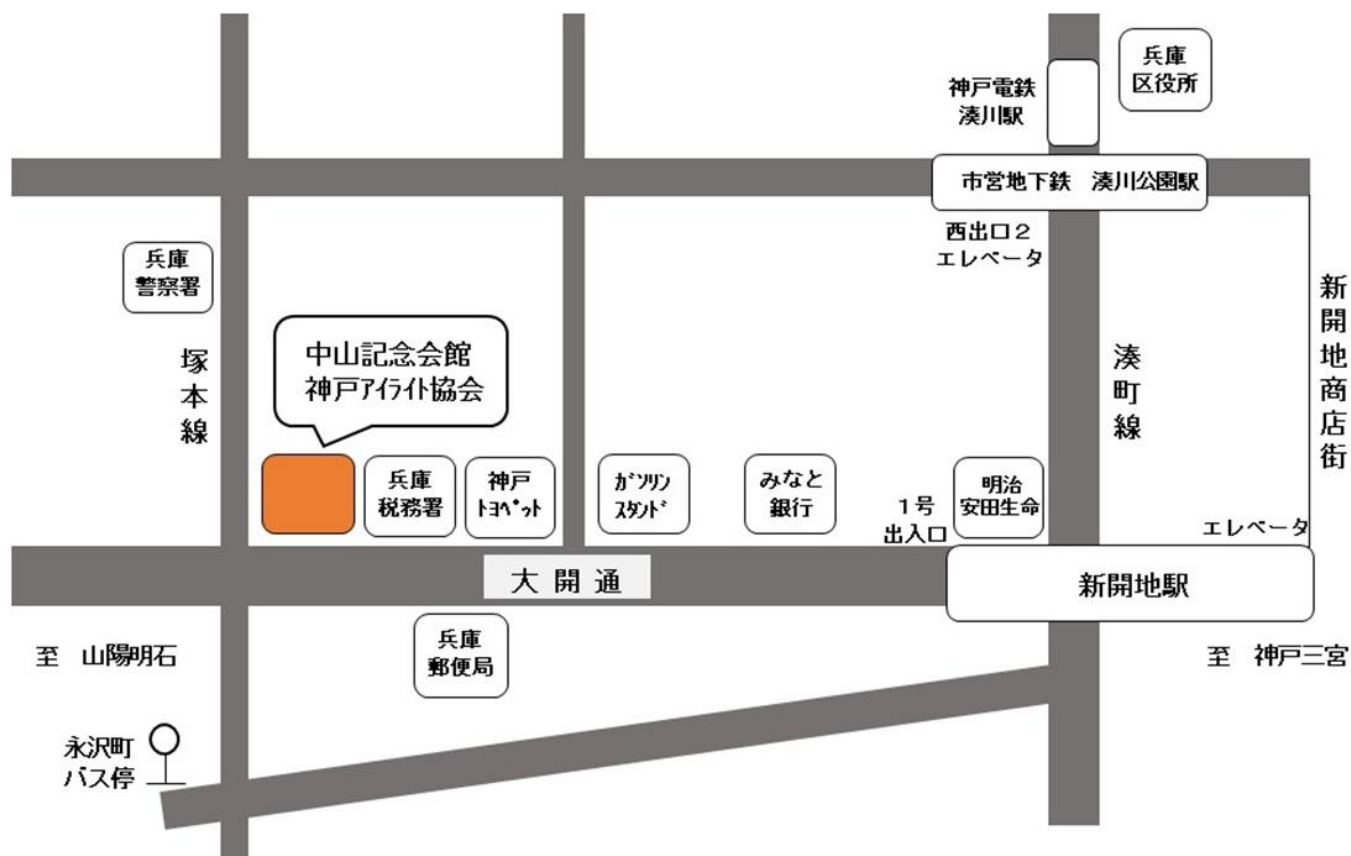 兵庫
区役所
神戸電鉄
湊川駅
市営地下鉄　湊川公園駅
西出口２
エレベータ
兵庫
警察署
新開地商店街
中山記念会館
神戸ｱｲﾗｲﾄ協会
塚本線
湊町線
兵庫
税務署
神戸
ﾄﾖﾍﾟｯﾄ
ｶﾞｿﾘﾝ
ｽﾀﾝﾄﾞ
みなと
銀行
１号
出入口
明治
安田生命
エレベータ
大開通
新開地駅
兵庫
郵便局
至　山陽明石
至　神戸三宮
永沢町
バス停